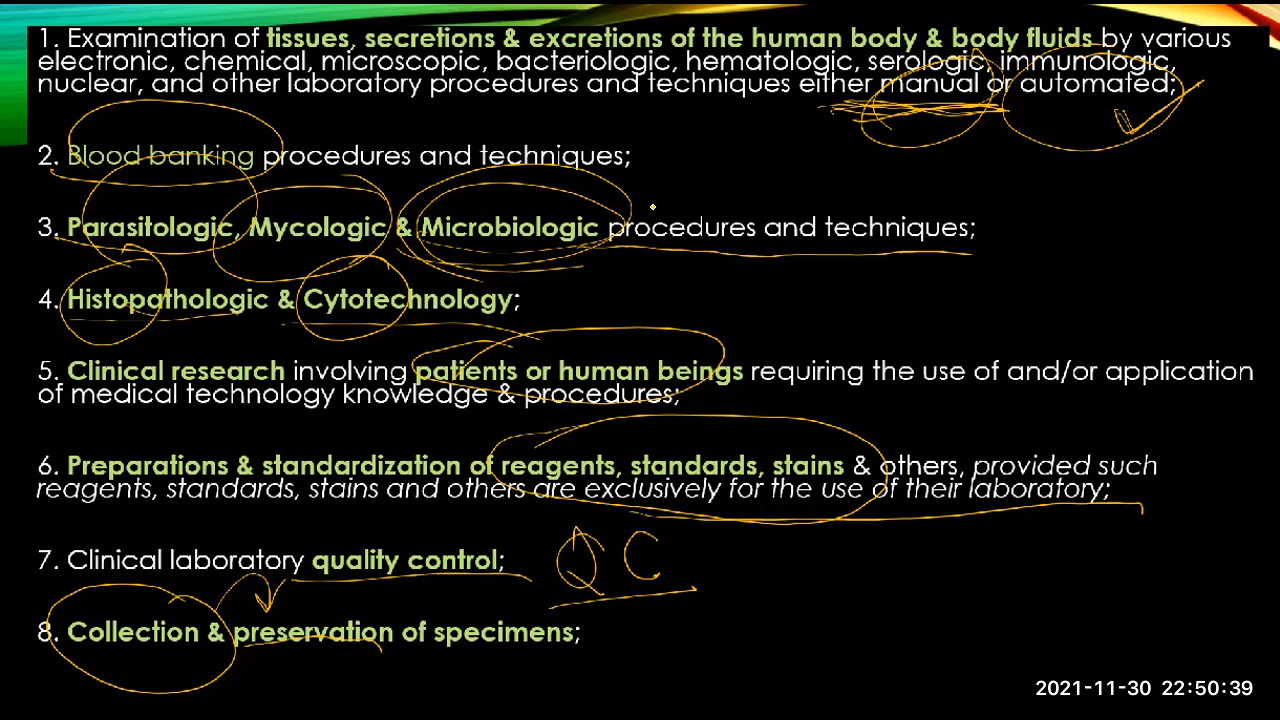 1. Examination of tissues, secretions & excretions of the human body & body fluids by various
electronic, chemical, microscopic, bacteriologic, hematologic, serologic, immunologic,
nuclear, and other laboratory procedures and techniques either manual or automated;
2. Blood banking procedures and techniques;
3. Parasitologic, Mycologic & Microbiologic procedures and techniques;
4. Histopathologic & Cytotechnology;
5. Clinical research involving patients or human beings requiring the use of and/or application
of medical technology knowledge & procedures;
6. Preparations & standardization of reagents, standards, stains & others, provided such
reagents, standards, stains and others are exclusively for the use of their laboratory;
7. Clinical laboratory quality control;
QC
8. Collection & preservation of specimens;
2021-11-30 22:50:39